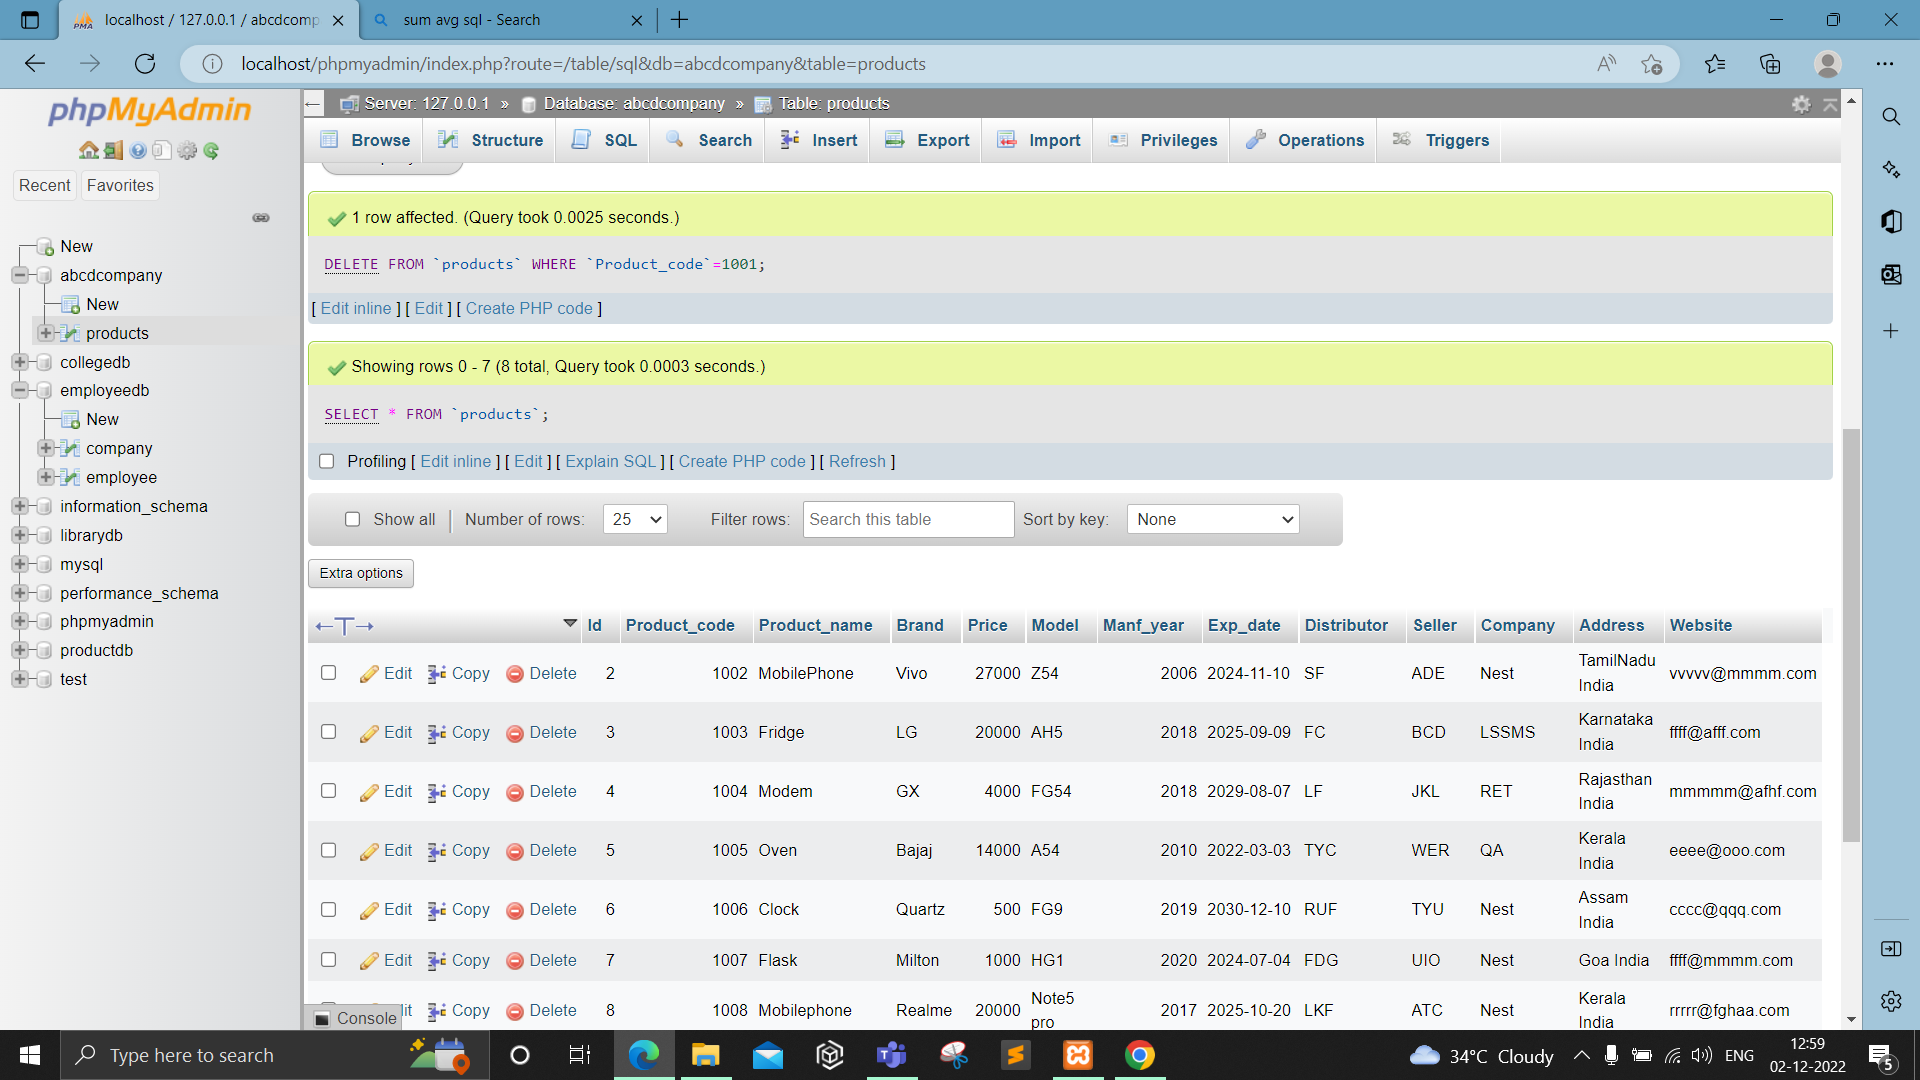 localhost / 127.0.0.1 / abcdcomp
sum avg sql - Search
localhost/phpmyadmin/index.php?route=/table/sql&db=abcdcompany&table=products
phpMyAdmin
Recent
Favorites
New
abcdcompany
New
products
collegedb
employeedb
New
company
employee
information_schema
librarydb
mysql
performance_schema
phpmyadmin
productdb
test
Server: 127.0.0.1 » Database: abcdcompany » Table: products
Browse Structure SQL Search Insert Export Import Privileges Operations Triggers
1 row affected. (Query took 0.0025 seconds.)
DELETE FROM `products` WHERE `Product_code`=1001;
[ Edit inline ] [ Edit ] [ Create PHP code ]
Showing rows 0 - 7 (8 total, Query took 0.0003 seconds.)
SELECT * FROM `products`;
Profiling [ Edit inline ] [ Edit ] [ Explain SQL ] [ Create PHP code ] [ Refresh ]
Show all Number of rows: 25 Filter rows: Search this table Sort by key: None
Extra options
←T→ Id Product_code Product_name Brand Price Model Manf_year Exp_date Distributor Seller Company Address Website
Edit Copy Delete 2 1002 MobilePhone Vivo 27000 Z54 2006 2024-11-10 SF ADE Nest TamilNadu India vvvvv@mmmm.com
Edit Copy Delete 3 1003 Fridge LG 20000 AH5 2018 2025-09-09 FC BCD LSSMS Karnataka India ffff@afff.com
Edit Copy Delete 4 1004 Modem GX 4000 FG54 2018 2029-08-07 LF JKL RET Rajasthan India mmmmm@afhf.com
Edit Copy Delete 5 1005 Oven Bajaj 14000 A54 2010 2022-03-03 TYC WER QA Kerala India eeee@ooo.com
Edit Copy Delete 6 1006 Clock Quartz 500 FG9 2019 2030-12-10 RUF TYU Nest Assam India cccc@qqq.com
Edit Copy Delete 7 1007 Flask Milton 1000 HG1 2020 2024-07-04 FDG UIO Nest Goa India ffff@mmmm.com
Copy Delete 8 1008 Mobilephone Realme 20000 Note5 pro 2017 2025-10-20 LKF ATC Nest Kerala India rrrrr@fghaa.com
Console
Type here to search
34°C Cloudy
ENG
12:59
02-12-2022
5